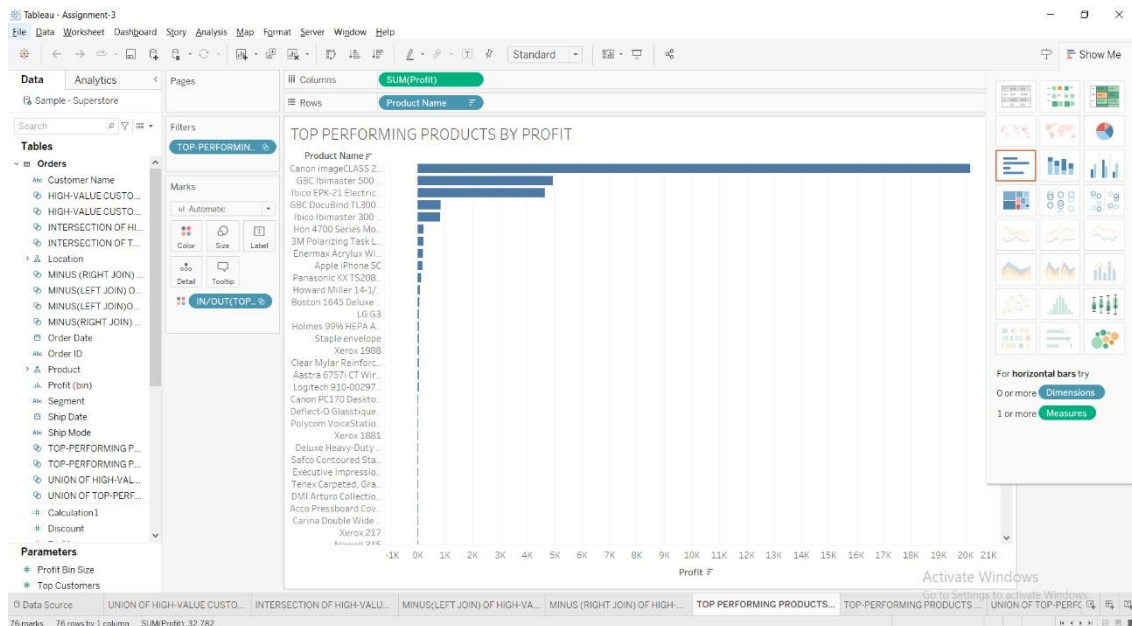 Tableau - Assignment-3
File Data Worksheet Dashboard Story Analysis Map Format Server Window Help
Standard
Show Me
Data Analytics
Sample - Superstore
Search
Tables
Orders
Abc Customer Name
HIGH-VALUE CUSTO...
HIGH-VALUE CUSTO...
INTERSECTION OF HI...
INTERSECTION OF T...
Location
MINUS (RIGHT JOIN) ...
MINUS(LEFT JOIN) O...
MINUS(LEFT JOIN)O...
MINUS(RIGHT JOIN) ...
Order Date
Abc Order ID
Product
Profit (bin)
Abc Segment
Ship Date
Abc Ship Mode
TOP-PERFORMING P...
TOP-PERFORMING P...
UNION OF HIGH-VAL...
UNION OF TOP-PERF...
=# Calculation1
# Discount
Parameters
# Profit Bin Size
# Top Customers
Pages
Filters
TOP-PERFORMIN..
Marks
Automatic
Color Size Label
Detail Tooltip
IN/OUT(TOP..
Columns SUM(Profit)
Rows Product Name
TOP PERFORMING PRODUCTS BY PROFIT
Product Name
Canon imageCLASS 2..
GBC Ibimaster 500 ..
Ibico EPK-21 Electric..
GBC DocuBind TL300..
Ibico Ibimaster 300 ..
Hon 4700 Series Mo..
3M Polarizing Task L..
Enermax Acrylux Wi..
Apple iPhone 5C
Panasonic KX TS208..
Howard Miller 14-1/..
Boston 1645 Deluxe ..
LG G3
Holmes 99% HEPA A..
Staple envelope
Xerox 1988
Clear Mylar Reinforc..
Aastra 6757i CT Wir..
Logitech 910-00297..
Canon PC170 Deskto..
Deflect-O Glasstique..
Polycom VoiceStatio..
Xerox 1881
Deluxe Heavy-Duty ..
Safco Contoured Sta..
Executive Impressio..
Tenex Carpeted, Gra..
DMI Arturo Collectio..
Acco Pressboard Cov..
Carina Double Wide ..
Xerox 217
Newell 345
-1K 0K 1K 2K 3K 4K 5K 6K 7K 8K 9K 10K 11K 12K 13K 14K 15K 16K 17K 18K 19K 20K 21K
Profit
For horizontal bars try
0 or more Dimensions
1 or more Measures
Activate Windows
Go to Settings to activate Windows.
Data Source UNION OF HIGH-VALUE CUSTO... INTERSECTION OF HIGH-VALU... MINUS(LEFT JOIN) OF HIGH-VA... MINUS (RIGHT JOIN) OF HIGH-... TOP PERFORMING PRODUCTS... TOP-PERFORMING PRODUCTS ... UNION OF TOP-PERFO
76 marks 76 rows by 1 column SUM(Profit): 32,782